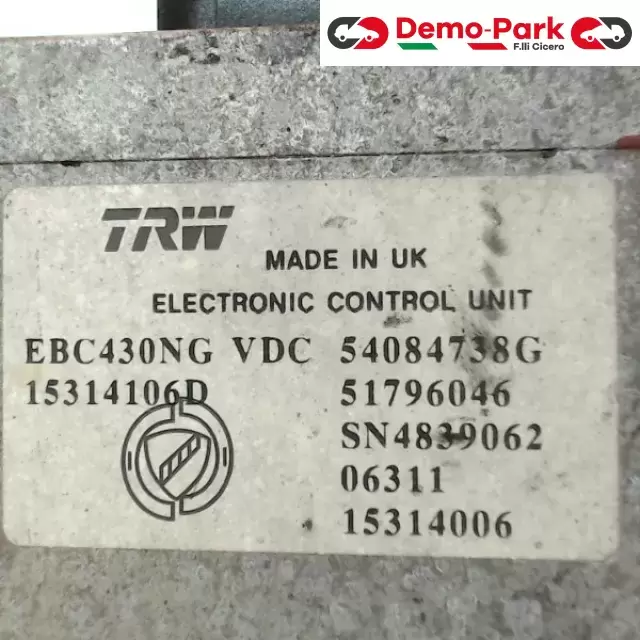 Demo-Park
F.lli Cicero
TRW
MADE IN UK
ELECTRONIC CONTROL UNIT
EBC430NG VDC 54084738G
15314106D 51796046
SN4839062
06311
15314006